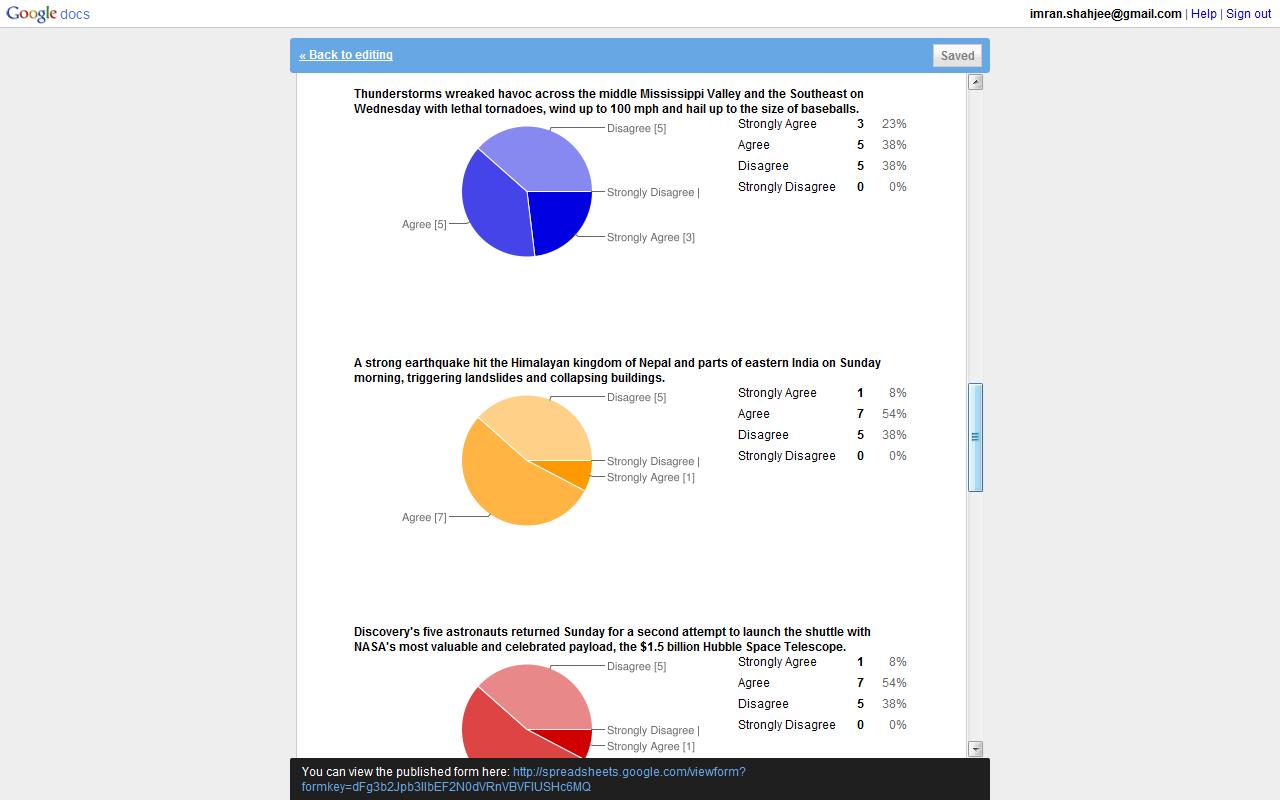 Google docs
imran.shahjee@gmail.com | Help | Sign out
« Back to editing
Saved
Thunderstorms wreaked havoc across the middle Mississippi Valley and the Southeast on
Wednesday with lethal tornadoes, wind up to 100 mph and hail up to the size of baseballs.
Disagree [5]
Strongly Disagree [
Agree [5]
Strongly Agree [3]
Strongly Agree 3 23%
Agree 5 38%
Disagree 5 38%
Strongly Disagree 0 0%
A strong earthquake hit the Himalayan kingdom of Nepal and parts of eastern India on Sunday
morning, triggering landslides and collapsing buildings.
Disagree [5]
Strongly Disagree [
Strongly Agree [1]
Agree [7]
Strongly Agree 1 8%
Agree 7 54%
Disagree 5 38%
Strongly Disagree 0 0%
Discovery's five astronauts returned Sunday for a second attempt to launch the shuttle with
NASA's most valuable and celebrated payload, the $1.5 billion Hubble Space Telescope.
Disagree [5]
Strongly Disagree [
Strongly Agree [1]
Strongly Agree 1 8%
Agree 7 54%
Disagree 5 38%
Strongly Disagree 0 0%
You can view the published form here: http://spreadsheets.google.com/viewform?
formkey=dFg3b2Jpb3lIbEF2N0dVRnVBVFlUSHc6MQ